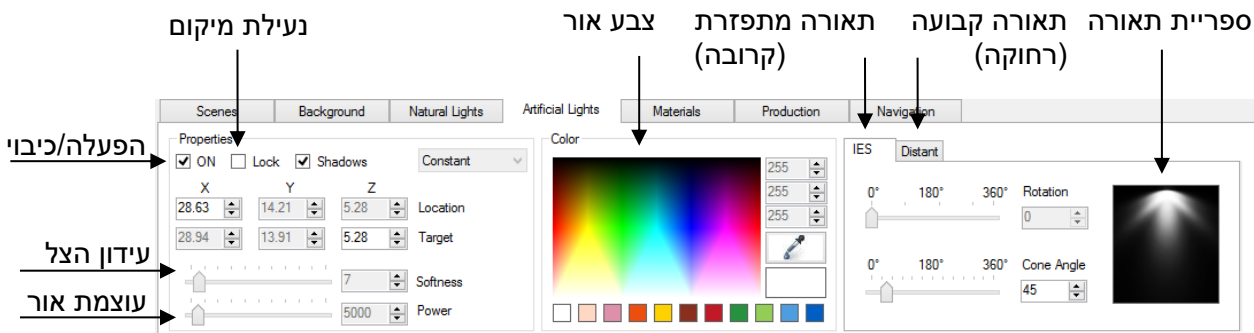 נעילת מיקום
צבע אור
תאורה מתפזרת
(קרובה)
תאורה קבועה
(רחוקה)
ספריית תאורה
Scenes
Background
Natural Lights
Artificial Lights
Materials
Production
Navigation
הפעלה/כיבוי
עידון הצל
עוצמת אור
Properties
ON
Lock
Shadows
Constant
X Y Z
28.63 14.21 5.28 Location
28.94 13.91 5.28 Target
7 Softness
5000 Power
Color
255
255
255
IES
Distant
0° 180° 360° Rotation
0
0° 180° 360° Cone Angle
45